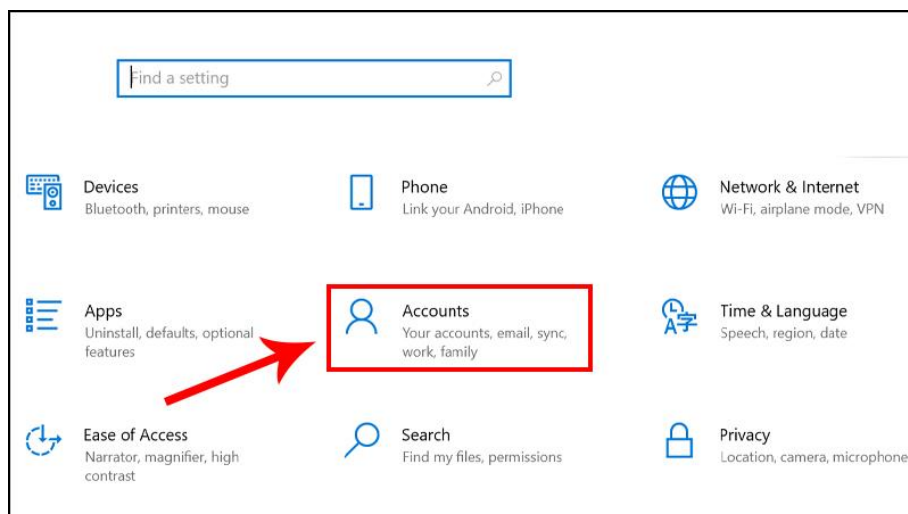 Find a setting
Devices
Bluetooth, printers, mouse
Phone
Link your Android, iPhone
Network & Internet
Wi-Fi, airplane mode, VPN
Apps
Uninstall, defaults, optional
features
Accounts
Your accounts, email, sync,
work, family
Time & Language
Speech, region, date
Ease of Access
Narrator, magnifier, high
contrast
Search
Find my files, permissions
Privacy
Location, camera, microphone